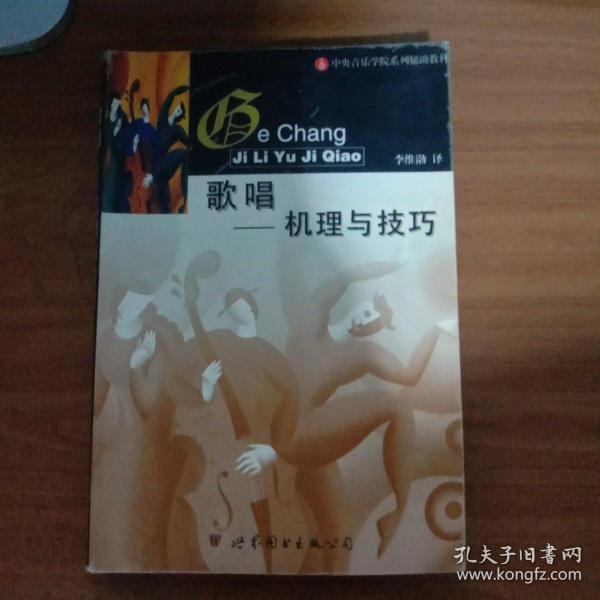 中央音乐学院系列辅助教材
Ge Chang
Ji Li Yu Ji Qiao
李维渤 译
歌唱
——机理与技巧
世界图书出版公司
孔夫子旧书网
www.kongfz.com